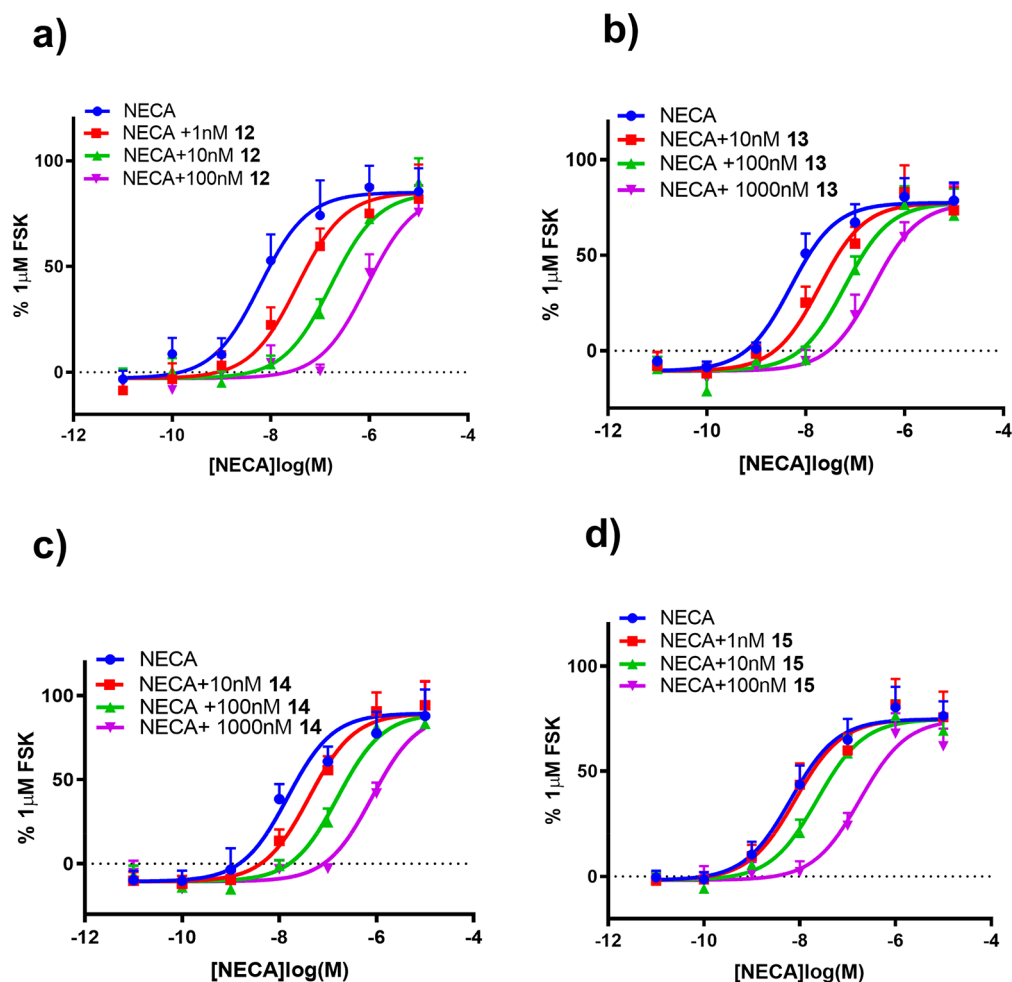 a)
NECA
NECA +1nM 12
NECA+10nM 12
NECA+100nM 12
% 1μM FSK
100
50
0
-12
-10
-8
-6
-4
[NECA]log(M)
b)
NECA
NECA+10nM 13
NECA +100nM 13
NECA+ 1000nM 13
% 1μM FSK
100
50
0
-12
-10
-8
-6
-4
[NECA]log(M)
c)
NECA
NECA+10nM 14
NECA +100nM 14
NECA+ 1000nM 14
% 1μM FSK
100
50
0
-12
-10
-8
-6
-4
[NECA]log(M)
d)
NECA
NECA+1nM 15
NECA+10nM 15
NECA+100nM 15
% 1μM FSK
100
50
0
-12
-10
-8
-6
-4
[NECA]log(M)